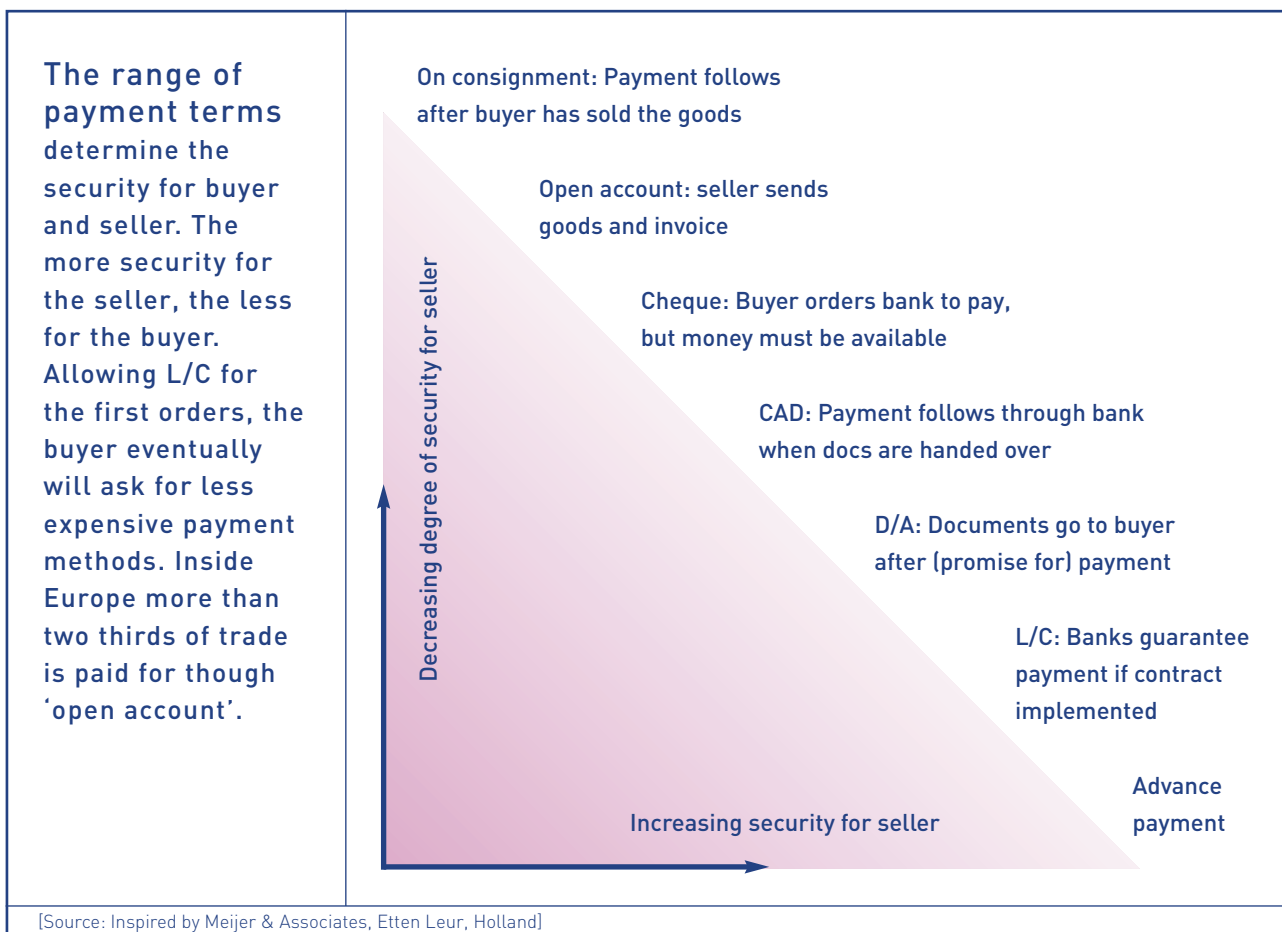 The range of
payment terms
determine the
security for buyer
and seller. The
more security for
the seller, the less
for the buyer.
Allowing L/C for
the first orders, the
buyer eventually
will ask for less
expensive payment
methods. Inside
Europe more than
two thirds of trade
is paid for though
‘open account’.
On consignment: Payment follows
after buyer has sold the goods
Open account: seller sends
goods and invoice
Cheque: Buyer orders bank to pay,
but money must be available
CAD: Payment follows through bank
when docs are handed over
D/A: Documents go to buyer
after (promise for) payment
L/C: Banks guarantee
payment if contract
implemented
Advance
payment
Decreasing degree of security for seller
Increasing security for seller
[Source: Inspired by Meijer & Associates, Etten Leur, Holland]